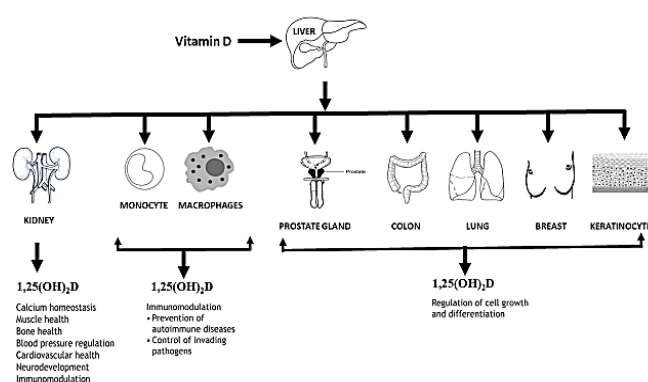 Vitamin D
LIVER
Prostate
KIDNEY
MONOCYTE
MACROPHAGES
PROSTATE GLAND
COLON
LUNG
BREAST
KERATINOCYT
1,25(OH)₂D
Calcium homeostasis
Muscle health
Bone health
Blood pressure regulation
Cardiovascular health
Neurodevelopment
Immunomodulation
1,25(OH)₂D
Immunomodulation
• Prevention of
autoimmune diseases
• Control of invading
pathogens
1,25(OH)₂D
Regulation of cell growth
and differentiation